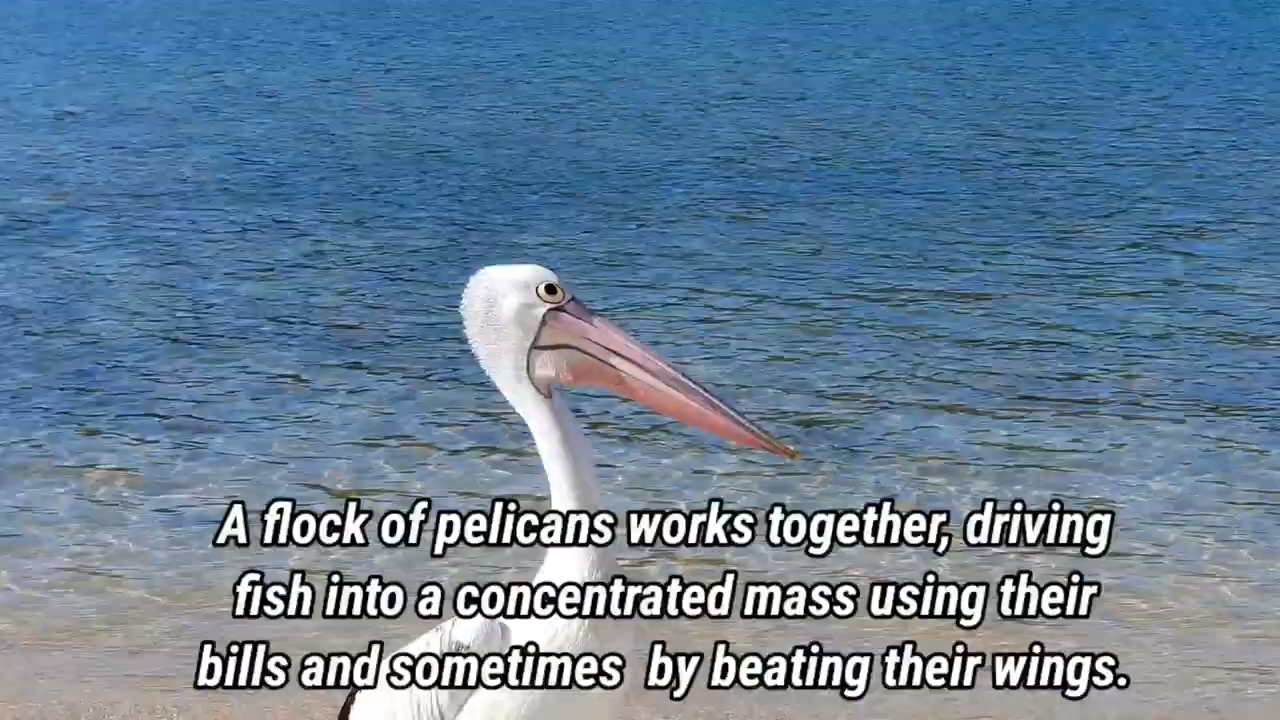 A flock of pelicans works together, driving
fish into a concentrated mass using their
bills and sometimes  by beating their wings.